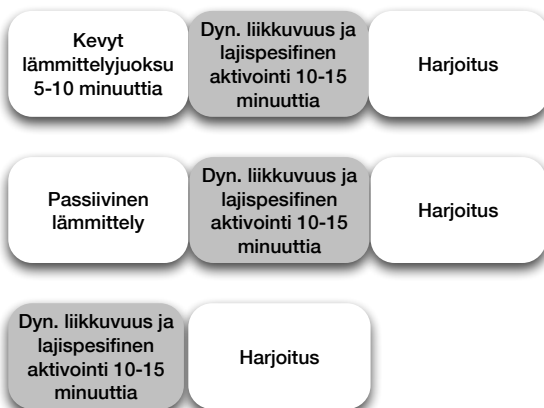 Kevyt
lämmittelyjuoksu
5-10 minuuttia
Dyn. liikkuvuus ja
lajispesifinen
aktivointi 10-15
minuuttia
Harjoitus
Passiivinen
lämmittely
Dyn. liikkuvuus ja
lajispesifinen
aktivointi 10-15
minuuttia
Harjoitus
Dyn. liikkuvuus ja
lajispesifinen
aktivointi 10-15
minuuttia
Harjoitus